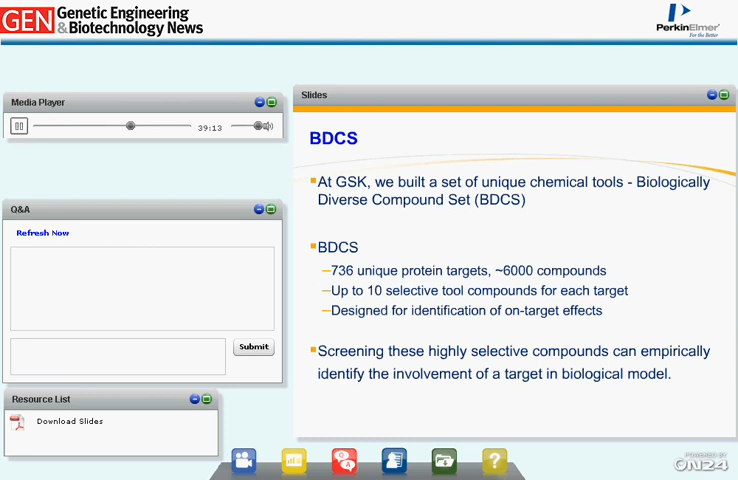 GEN Genetic Engineering
& Biotechnology News
PerkinElmer
For the Better
Media Player
39:13
Q&A
Refresh Now
Submit
Resource List
Download Slides
Slides
BDCS
At GSK, we built a set of unique chemical tools - Biologically
Diverse Compound Set (BDCS)
BDCS
–736 unique protein targets, ~6000 compounds
–Up to 10 selective tool compounds for each target
–Designed for identification of on-target effects
Screening these highly selective compounds can empirically
identify the involvement of a target in biological model.
Q
A
?
POWERED BY
ON24